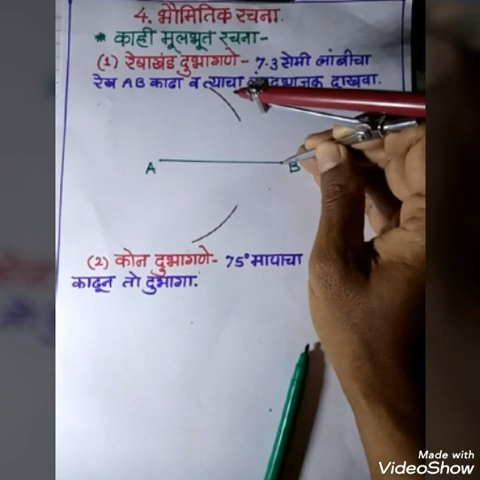 4. भौमितिक रचना.
* काही मूलभूत रचना-
(1) रेषाखंड दुभागणे- 7.3 सेमी लांबीचा
रेख AB काढा व त्याचा दाखवा.
A B
(2) कोन दुभागणे- 75° मापाचा
काढून तो दुभागा.
Made with
VideoShow